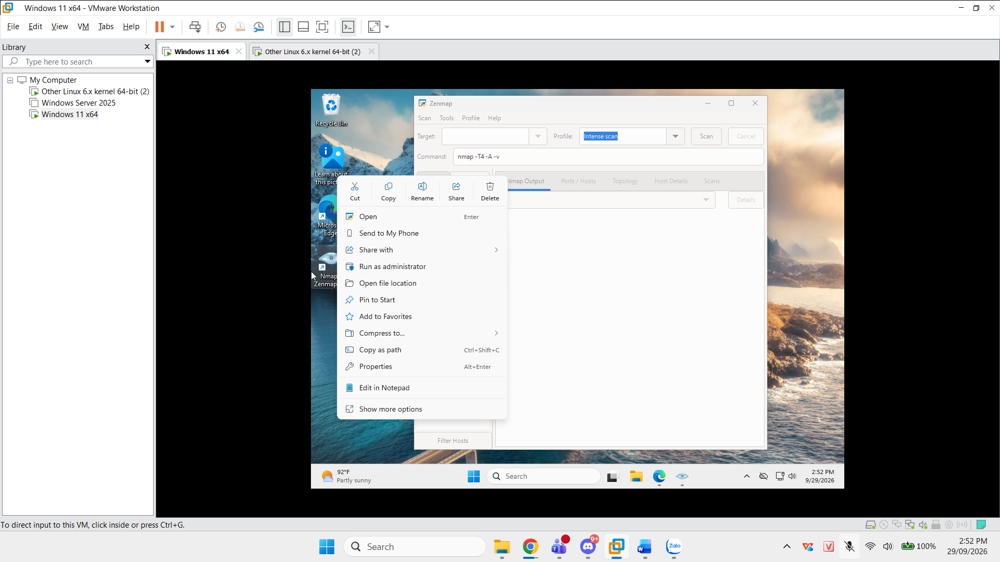 Windows 11 x64 - VMware Workstation
File Edit View VM Tabs Help
Library
Type here to search
My Computer
Other Linux 6.x kernel 64-bit (2)
Windows Server 2025
Windows 11 x64
Windows 11 x64
Other Linux 6.x kernel 64-bit (2)
Recycle Bin
Learn about
this pict
Micros
Edge
Nmap
Zenmap
Zenmap
Scan Tools Profile Help
Target:
Profile: Intense scan
Scan
Cancel
Command: nmap -T4 -A -v
Nmap Output Ports / Hosts Topology Host Details Scans
Details
Cut Copy Rename Share Delete
Open Enter
Send to My Phone
Share with
Run as administrator
Open file location
Pin to Start
Add to Favorites
Compress to...
Copy as path Ctrl+Shift+C
Properties Alt+Enter
Edit in Notepad
Show more options
Filter Hosts
92°F
Partly sunny
Search
2:52 PM
9/29/2026
To direct input to this VM, click inside or press Ctrl+G.
Search
9+
W
Zalo
V
100%
2:52 PM
29/09/2026